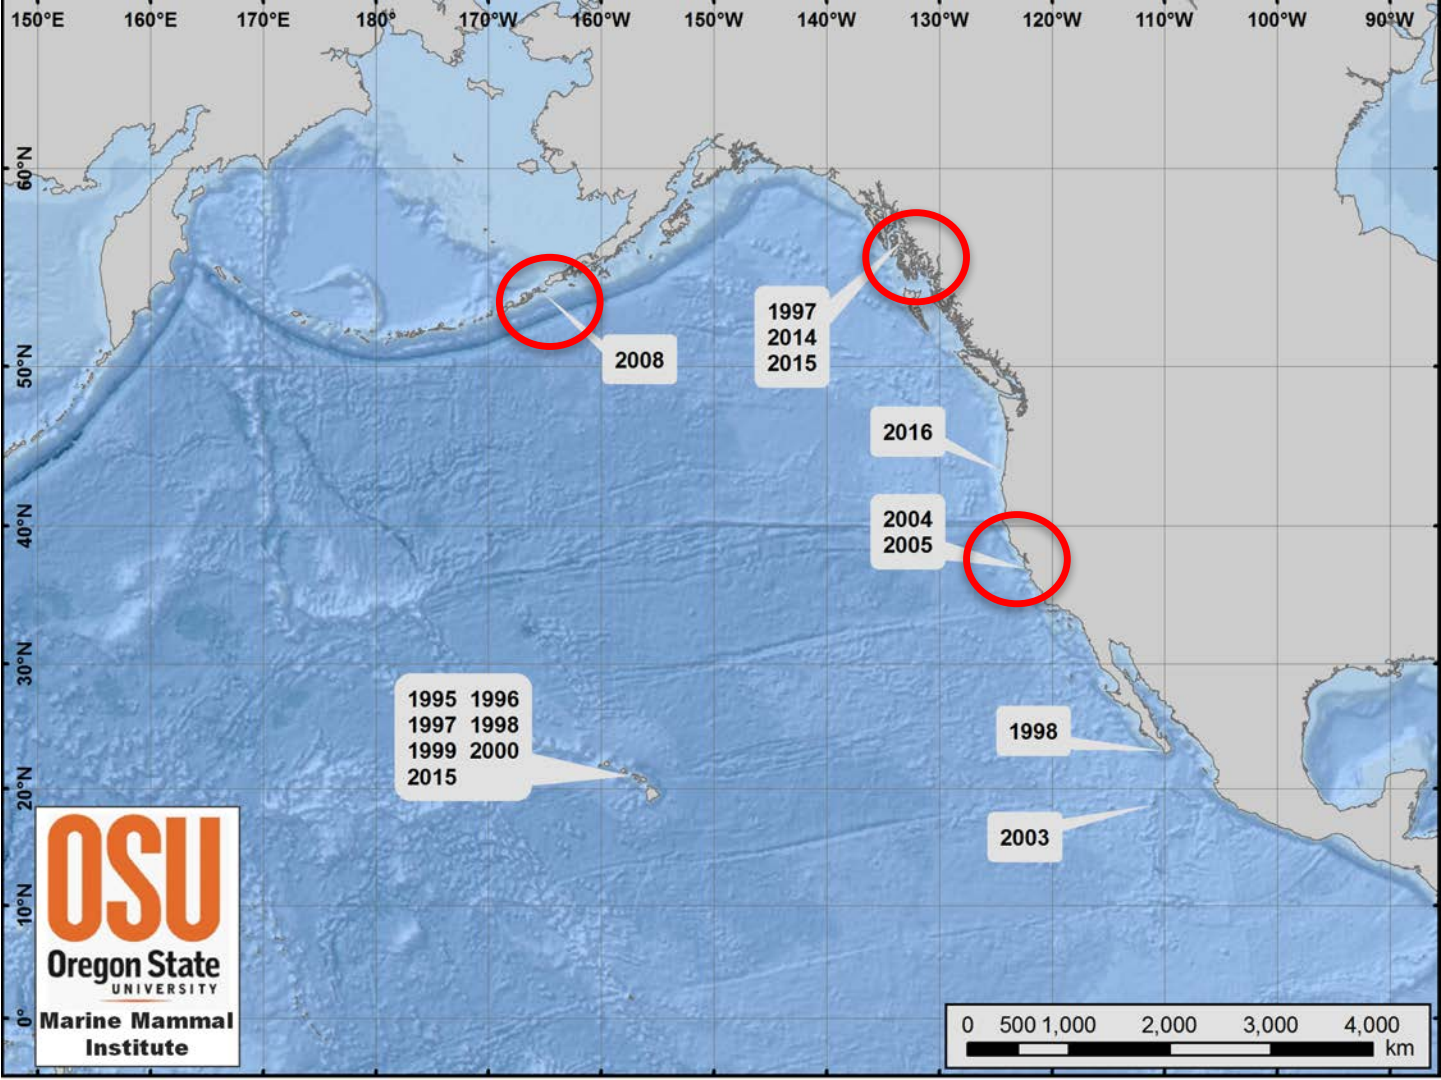 150°E 160°E 170°E 180° 170°W 160°W 150°W 140°W 130°W 120°W 110°W 100°W 90°W
60°N
50°N
40°N
30°N
20°N
10°N
0°
1997
2014
2015
2008
2016
2004
2005
1995 1996
1997 1998
1999 2000
2015
1998
2003
OSU
Oregon State
UNIVERSITY
Marine Mammal
Institute
0 500 1,000 2,000 3,000 4,000
km